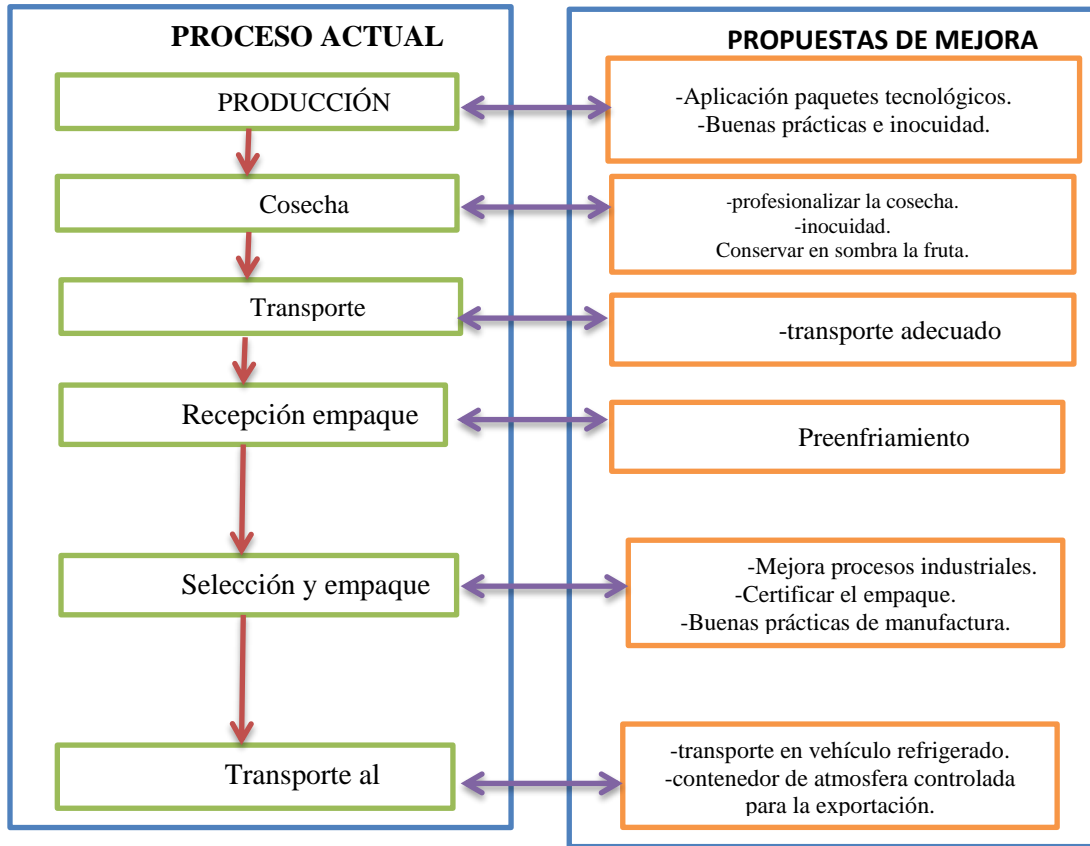 PROCESO ACTUAL
PRODUCCIÓN
Cosecha
Transporte
Recepción empaque
Selección y empaque
Transporte al
PROPUESTAS DE MEJORA
-Aplicación paquetes tecnológicos.
-Buenas prácticas e inocuidad.
-profesionalizar la cosecha.
-inocuidad.
Conservar en sombra la fruta.
-transporte adecuado
Preenfriamiento
-Mejora procesos industriales.
-Certificar el empaque.
-Buenas prácticas de manufactura.
-transporte en vehículo refrigerado.
-contenedor de atmosfera controlada
para la exportación.